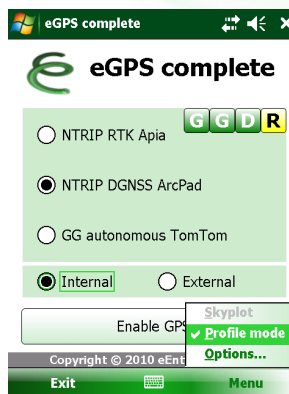 eGPS complete
eGPS complete
G G D R
NTRIP RTK Apia
NTRIP DGNSS ArcPad
GG autonomous TomTom
Internal External
Skyplot
Enable GPS
Profile mode
Options...
Copyright © 2010 eEnt
Exit Menu